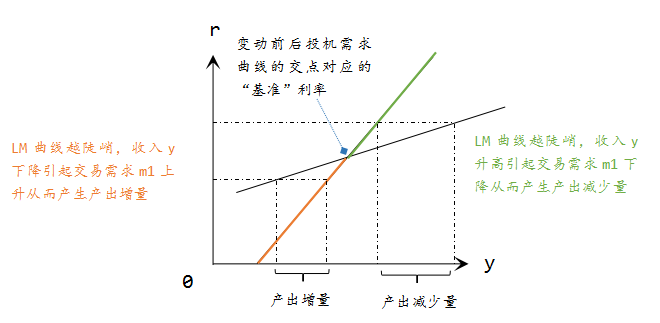 r
变动前后投机需求
曲线的交点对应的
“基准”利率
LM 曲线越陡峭，收入 y
下降引起交易需求 m1 上
升从而产生产出增量
LM 曲线越陡峭，收入 y
升高引起交易需求 m1 下
降从而产生产出减少量
0
y
产出增量
产出减少量